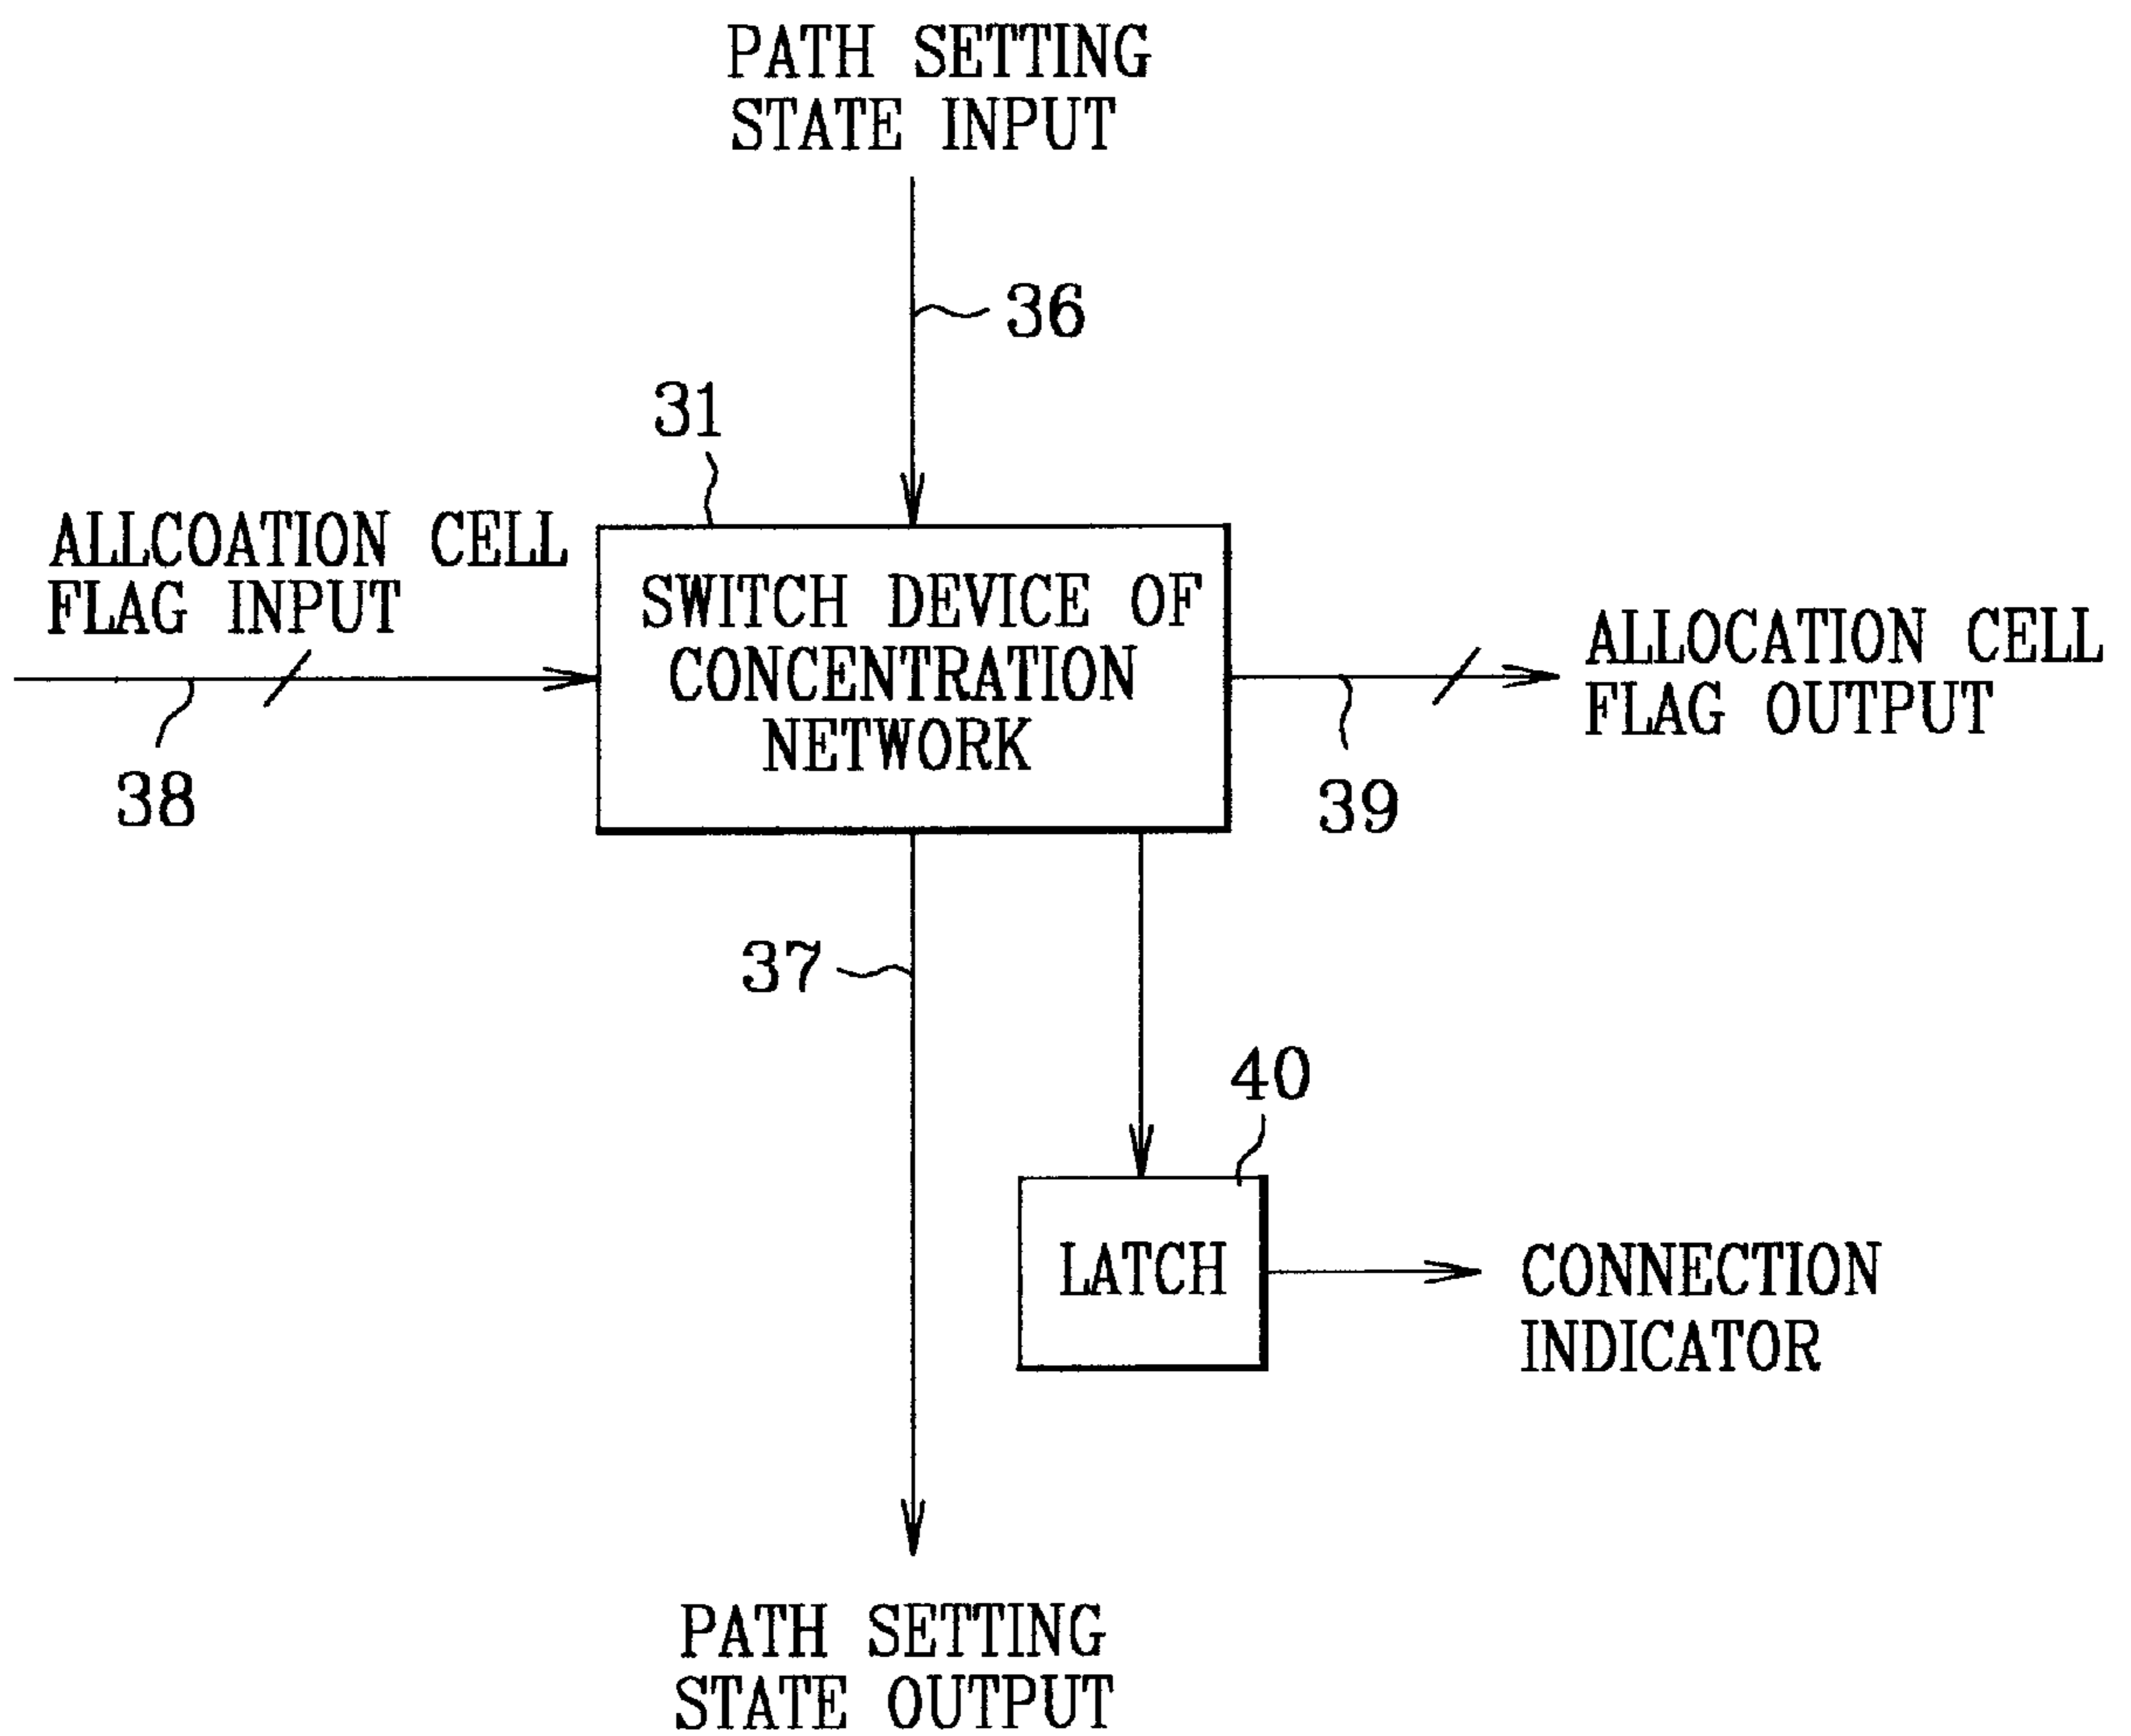 PATH SETTING
STATE INPUT
36
31
ALLCOATION CELL
FLAG INPUT
38
SWITCH DEVICE OF
CONCENTRATION
NETWORK
ALLOCATION CELL
FLAG OUTPUT
39
37
40
LATCH
CONNECTION
INDICATOR
PATH SETTING
STATE OUTPUT